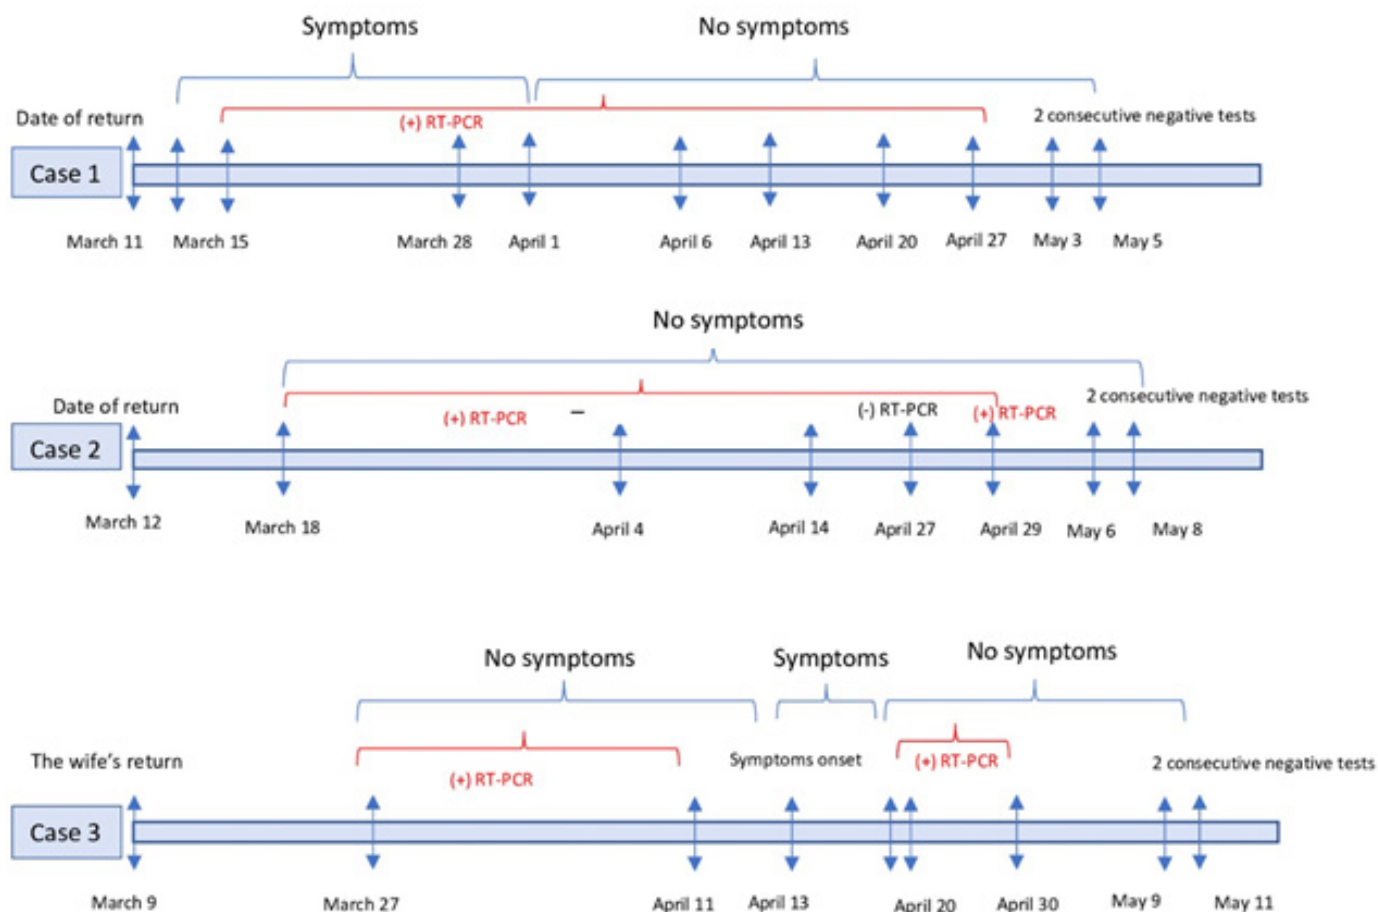 Symptoms
No symptoms
Date of return
(+) RT-PCR
2 consecutive negative tests
Case 1
March 11
March 15
March 28
April 1
April 6
April 13
April 20
April 27
May 3
May 5
No symptoms
Date of return
(+) RT-PCR
–
(-) RT-PCR
(+) RT-PCR
2 consecutive negative tests
Case 2
March 12
March 18
April 4
April 14
April 27
April 29
May 6
May 8
No symptoms
Symptoms
No symptoms
The wife's return
(+) RT-PCR
Symptoms onset
(+) RT-PCR
2 consecutive negative tests
Case 3
March 9
March 27
April 11
April 13
April 20
April 30
May 9
May 11